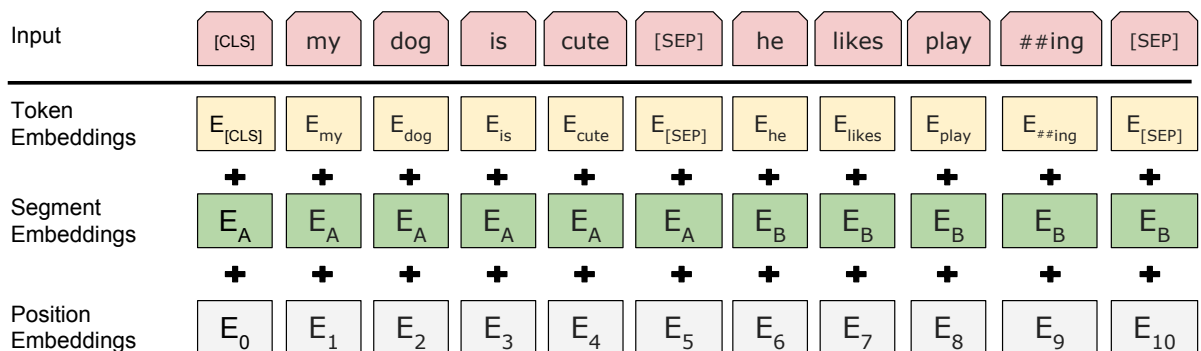 Input [CLS] my dog is cute [SEP] he likes play ##ing [SEP]
Token Embeddings E[CLS] Emy Edog Eis Ecute E[SEP] Ehe Elikes Eplay E##ing E[SEP]
+ + + + + + + + + + +
Segment Embeddings EA EA EA EA EA EA EB EB EB EB EB
+ + + + + + + + + + +
Position Embeddings E0 E1 E2 E3 E4 E5 E6 E7 E8 E9 E10